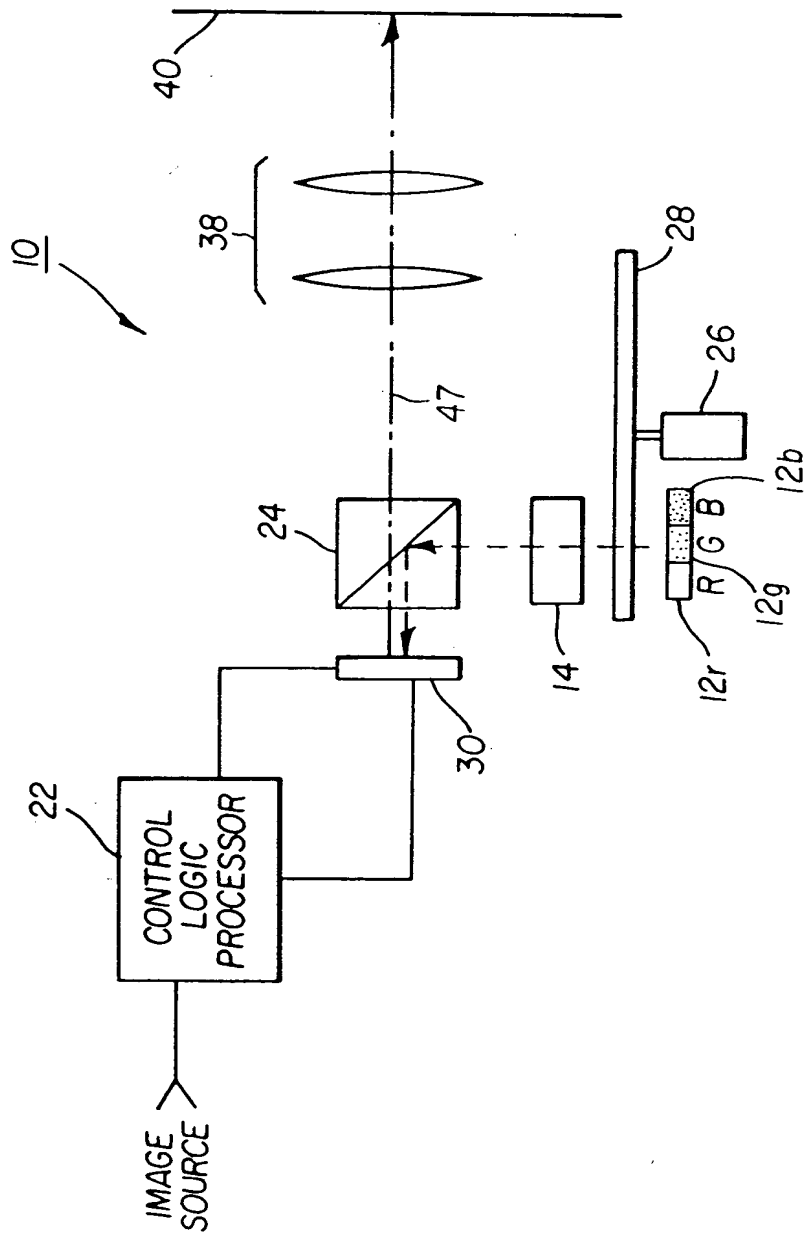 10
40
38
47
24
28
26
22
CONTROL
LOGIC
PROCESSOR
IMAGE
SOURCE
30
14
R G B
12r
12g
12b